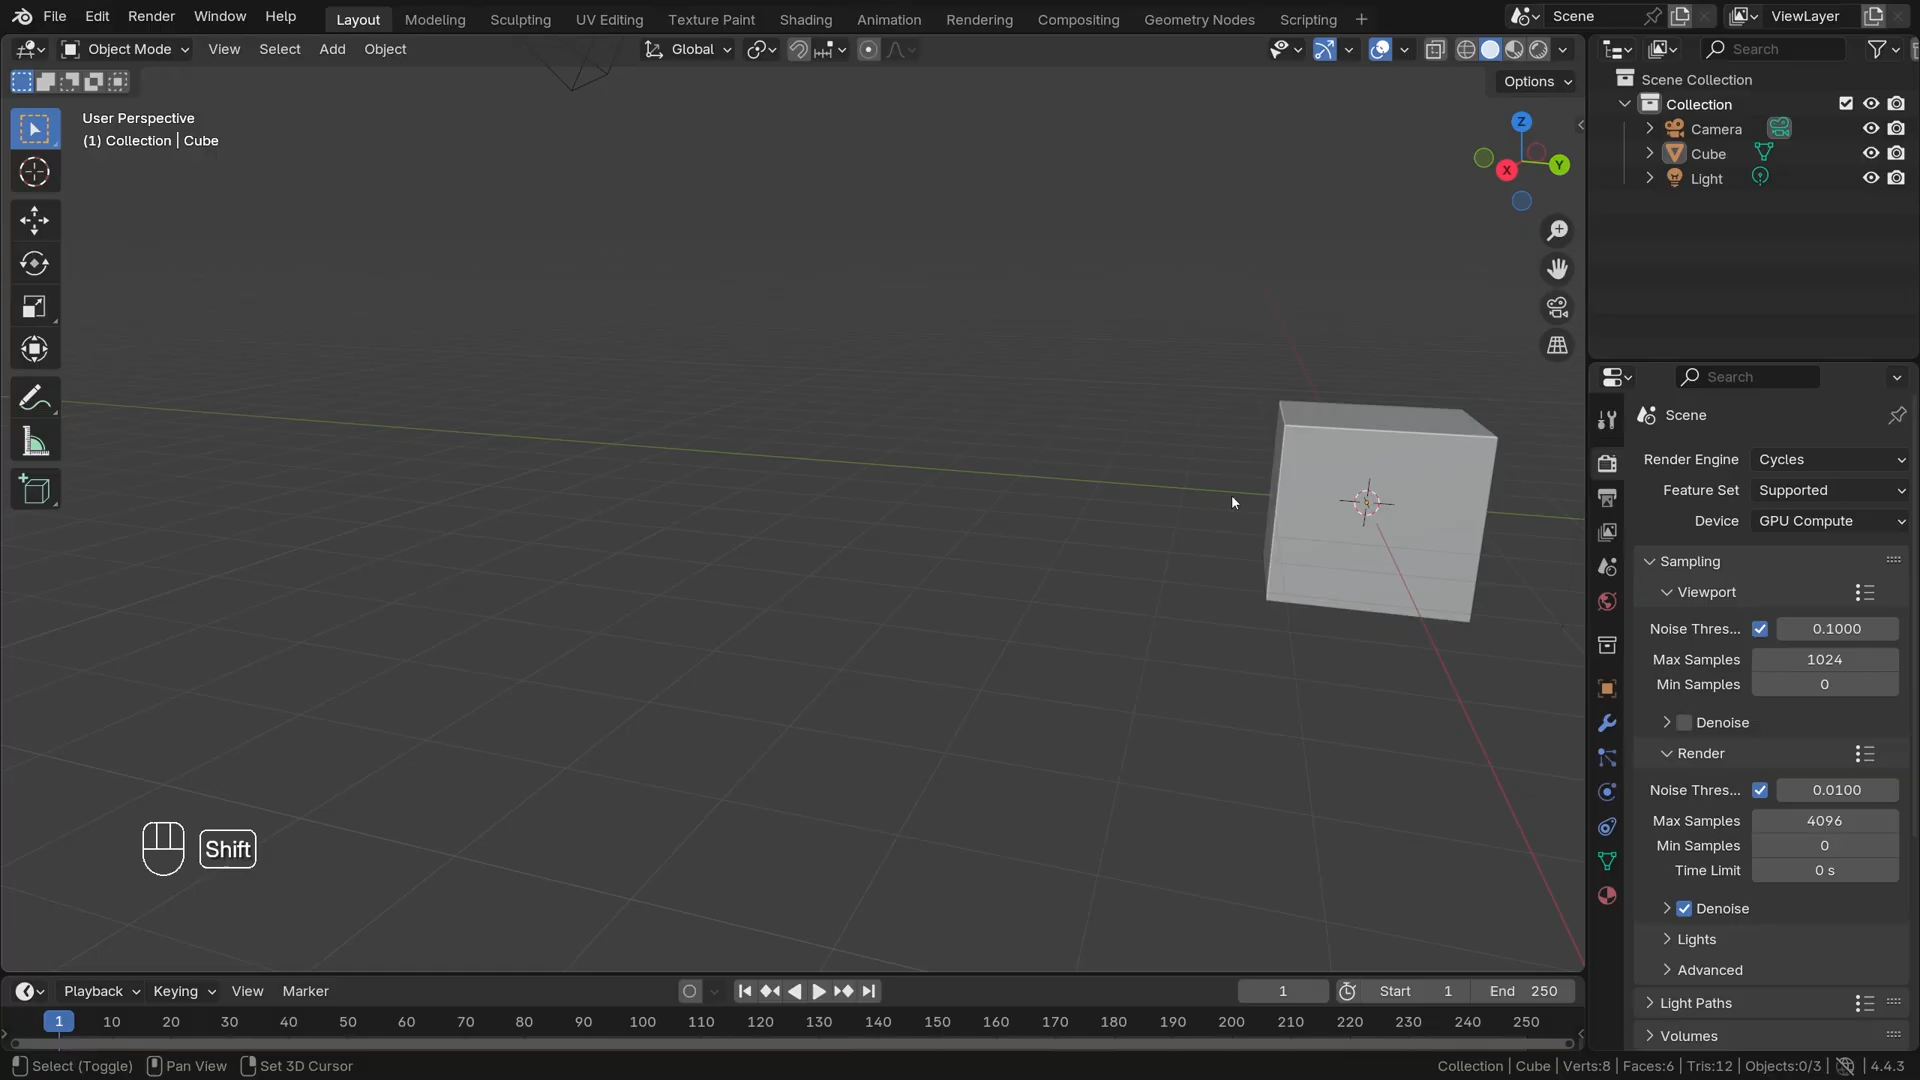 File Edit Render Window Help Layout Modeling Sculpting UV Editing Texture Paint Shading Animation Rendering Compositing Geometry Nodes Scripting Scene ViewLayer
Object Mode View Select Add Object Global Search
Options
Scene Collection
Collection
Camera
Cube
Light
User Perspective
(1) Collection | Cube
Z
Y
X
Search
Scene
Render Engine Cycles
Feature Set Supported
Device GPU Compute
Sampling
Viewport
Noise Thres... 0.1000
Max Samples 1024
Min Samples 0
Denoise
Render
Noise Thres... 0.0100
Max Samples 4096
Min Samples 0
Time Limit 0 s
Denoise
Lights
Advanced
Light Paths
Volumes
Shift
Playback Keying View Marker 1 Start 1 End 250
1 10 20 30 40 50 60 70 80 90 100 110 120 130 140 150 160 170 180 190 200 210 220 230 240 250
Select (Toggle) Pan View Set 3D Cursor Collection | Cube | Verts:8 | Faces:6 | Tris:12 | Objects:0/3 4.4.3